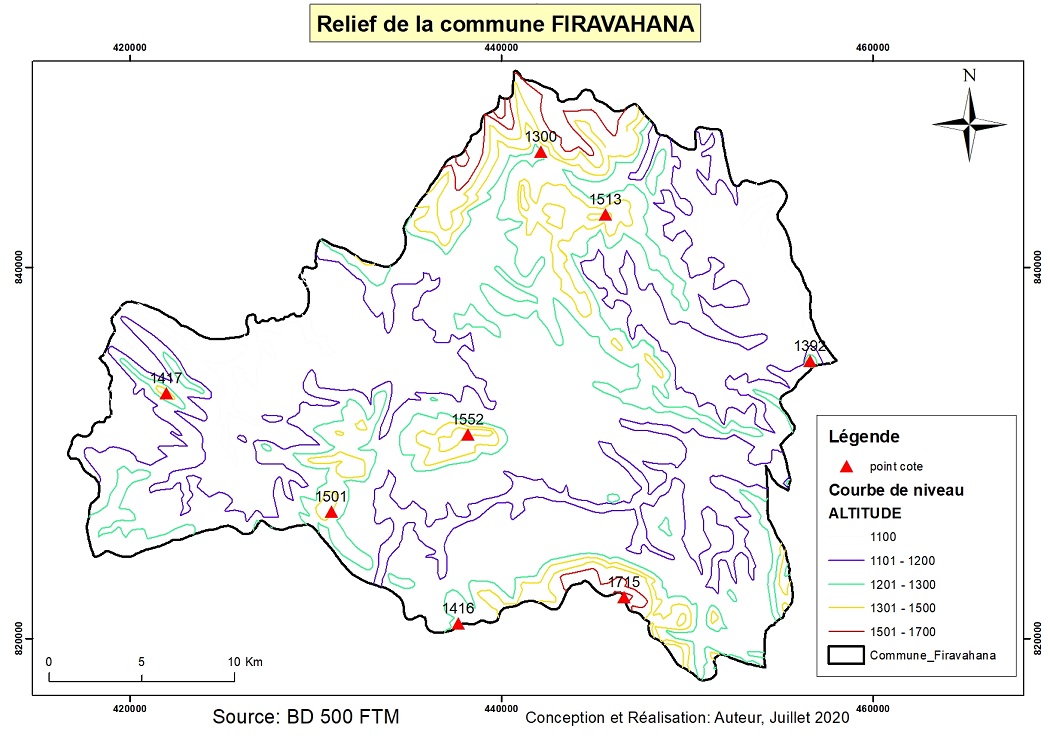 Relief de la commune FIRAVAHANA
420000
440000
460000
N
1300
1513
840000
840000
1392
1417
1552
1501
1715
1416
820000
820000
Légende
point cote
Courbe de niveau
ALTITUDE
1100
1101 - 1200
1201 - 1300
1301 - 1500
1501 - 1700
Commune_Firavahana
0 5 10 Km
420000
440000
460000
Source: BD 500 FTM
Conception et Réalisation: Auteur, Juillet 2020